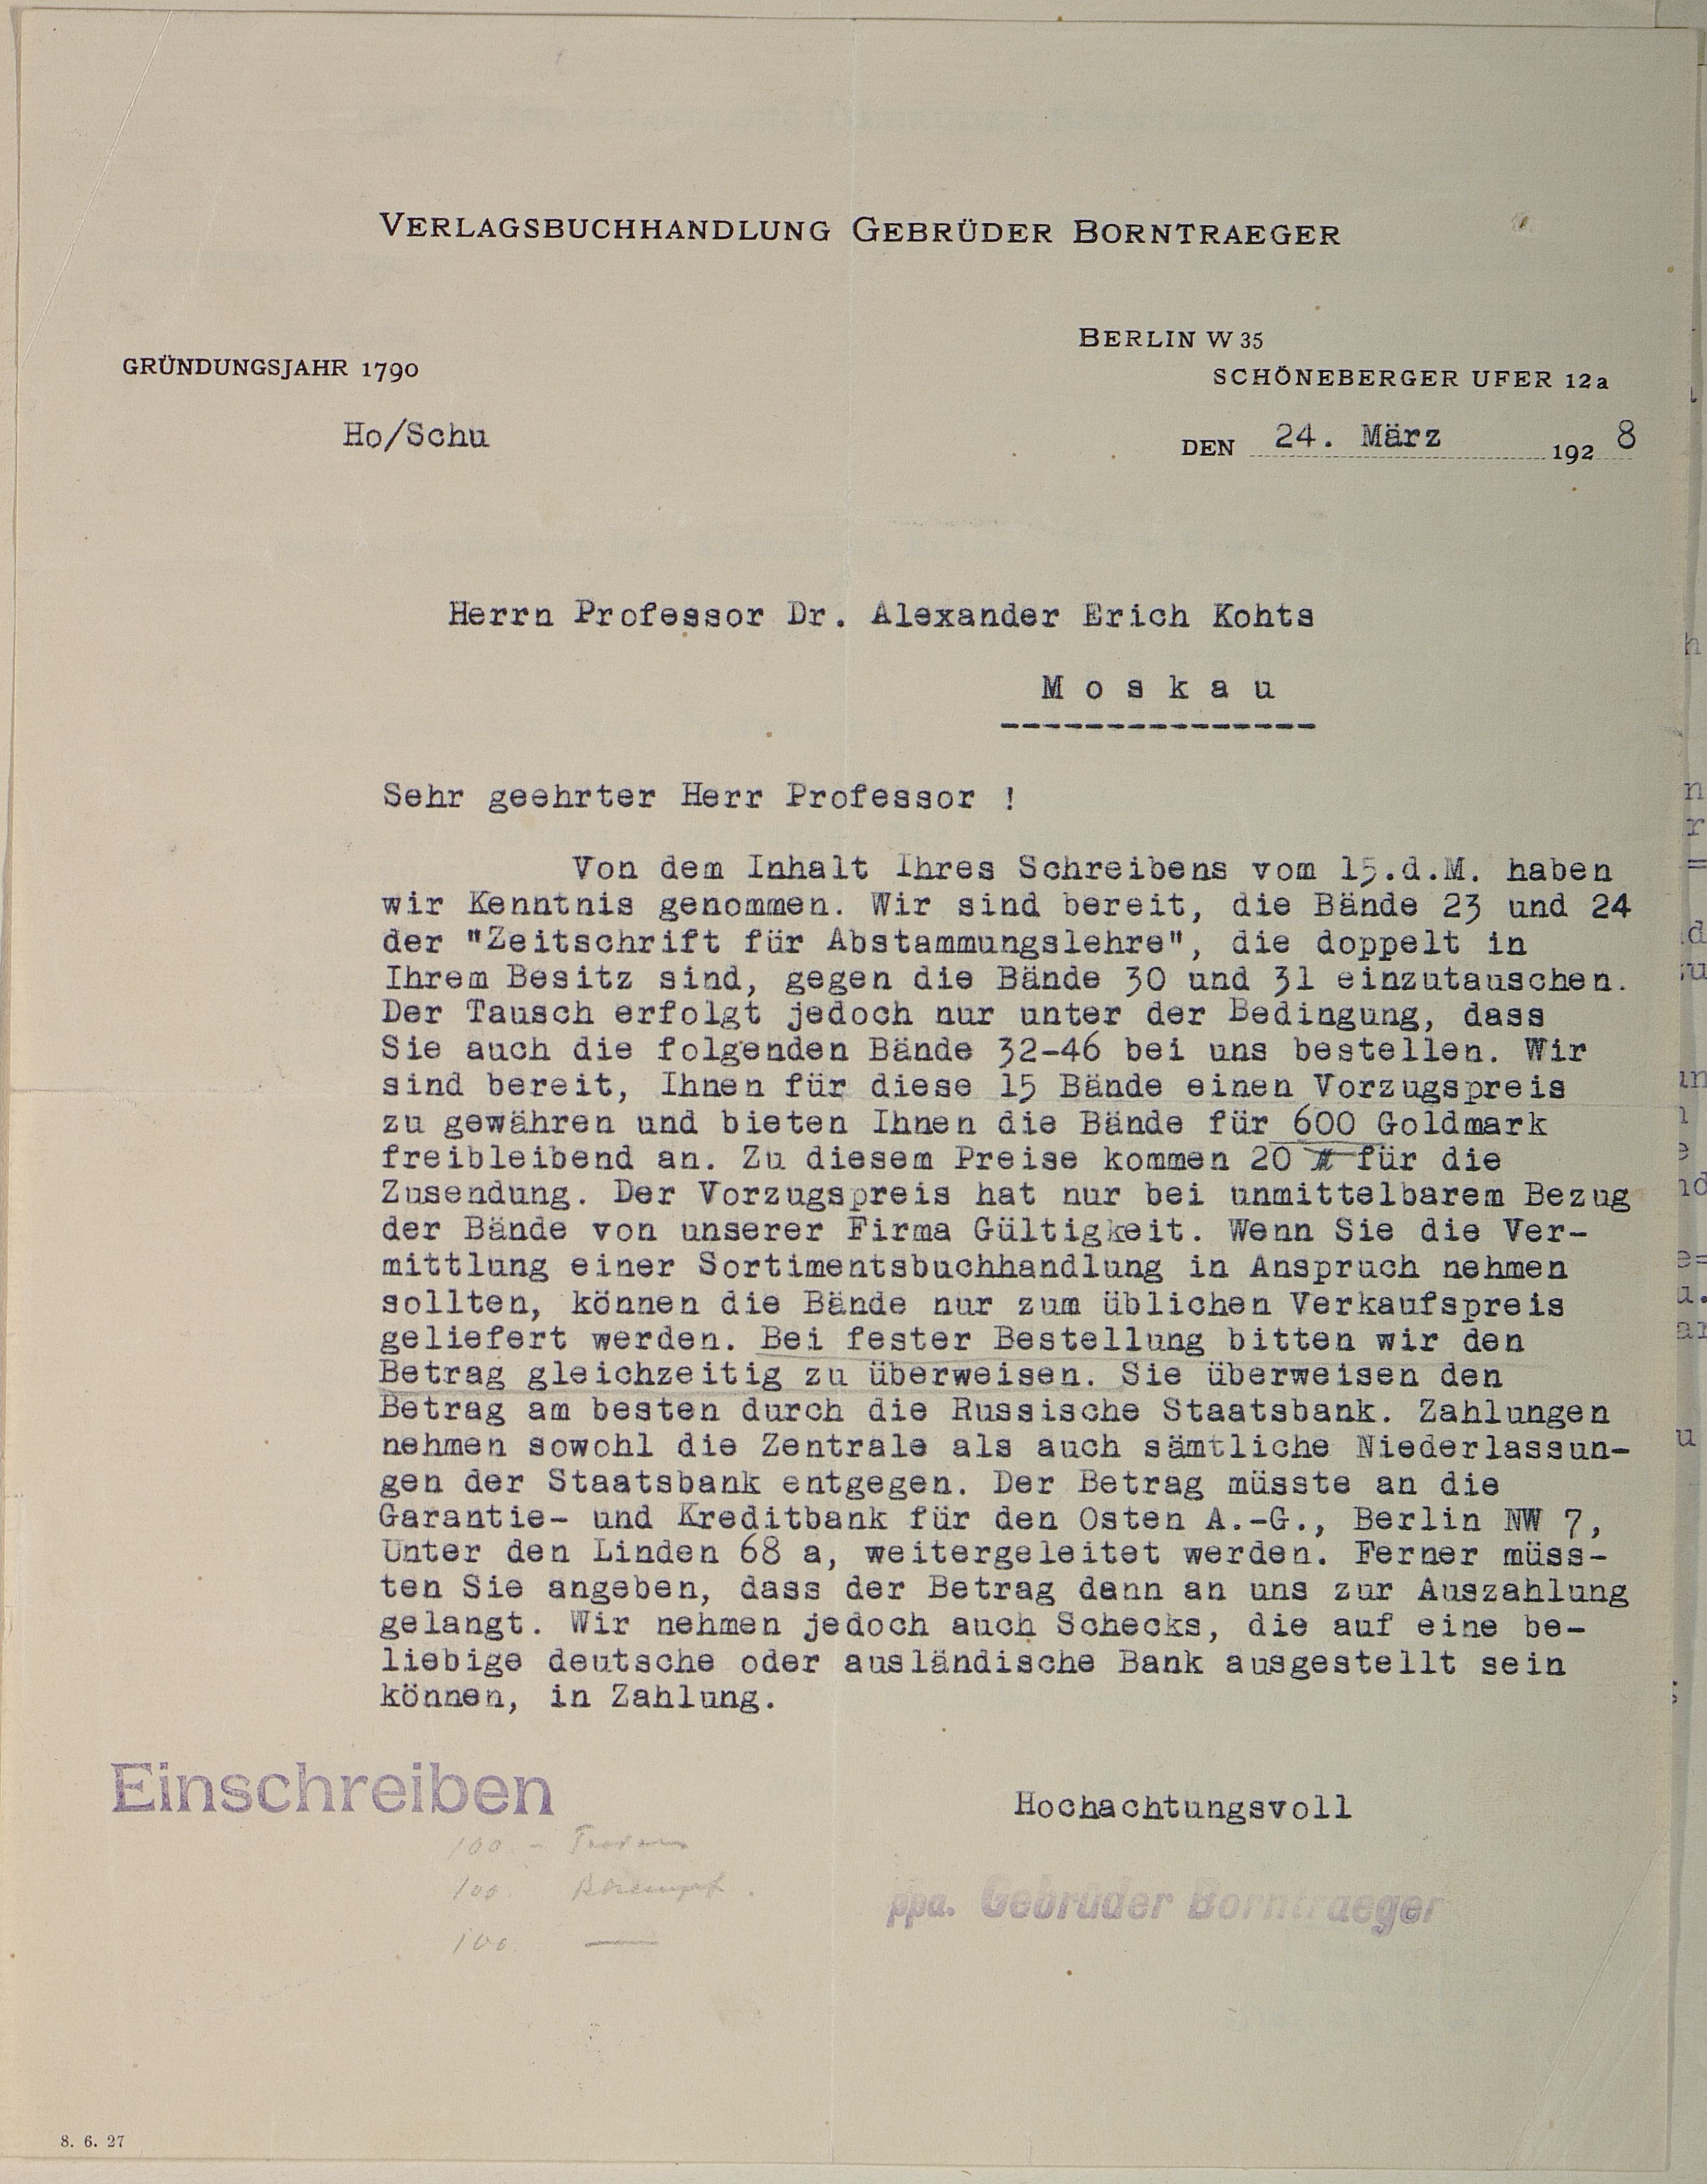 VERLAGSBUCHHANDLUNG GEBRÜDER BORNTRAEGER
BERLIN W 35
GRÜNDUNGSJAHR 1790
SCHÖNEBERGER UFER 12a
Ho/Schu
DEN 24. März 1928
Herrn Professor Dr. Alexander Erich Kohts
M o s k a u
---------------
Sehr geehrter Herr Professor !
Von dem Inhalt Ihres Schreibens vom 15.d.M. haben
wir Kenntnis genommen. Wir sind bereit, die Bände 23 und 24
der "Zeitschrift für Abstammungslehre", die doppelt in
Ihrem Besitz sind, gegen die Bände 30 und 31 einzutauschen.
Der Tausch erfolgt jedoch nur unter der Bedingung, dass
Sie auch die folgenden Bände 32-46 bei uns bestellen. Wir
sind bereit, Ihnen für diese 15 Bände einen Vorzugspreis
zu gewähren und bieten Ihnen die Bände für 600 Goldmark
freibleibend an. Zu diesem Preise kommen 20 für die
Zusendung. Der Vorzugspreis hat nur bei unmittelbarem Bezug
der Bände von unserer Firma Gültigkeit. Wenn Sie die Ver-
mittlung einer Sortimentsbuchhandlung in Anspruch nehmen
sollten, können die Bände nur zum üblichen Verkaufspreis
geliefert werden. Bei fester Bestellung bitten wir den
Betrag gleichzeitig zu überweisen. Sie überweisen den
Betrag am besten durch die Russische Staatsbank. Zahlungen
nehmen sowohl die Zentrale als auch sämtliche Niederlassun-
gen der Staatsbank entgegen. Der Betrag müsste an die
Garantie- und Kreditbank für den Osten A.-G., Berlin NW 7,
Unter den Linden 68 a, weitergeleitet werden. Ferner müss-
ten Sie angeben, dass der Betrag dann an uns zur Auszahlung
gelangt. Wir nehmen jedoch auch Schecks, die auf eine be-
liebige deutsche oder ausländische Bank ausgestellt sein
können, in Zahlung.
Einschreiben
Hochachtungsvoll
100 -
100
ppa. Gebrüder Borntraeger
100 —
8. 6. 27